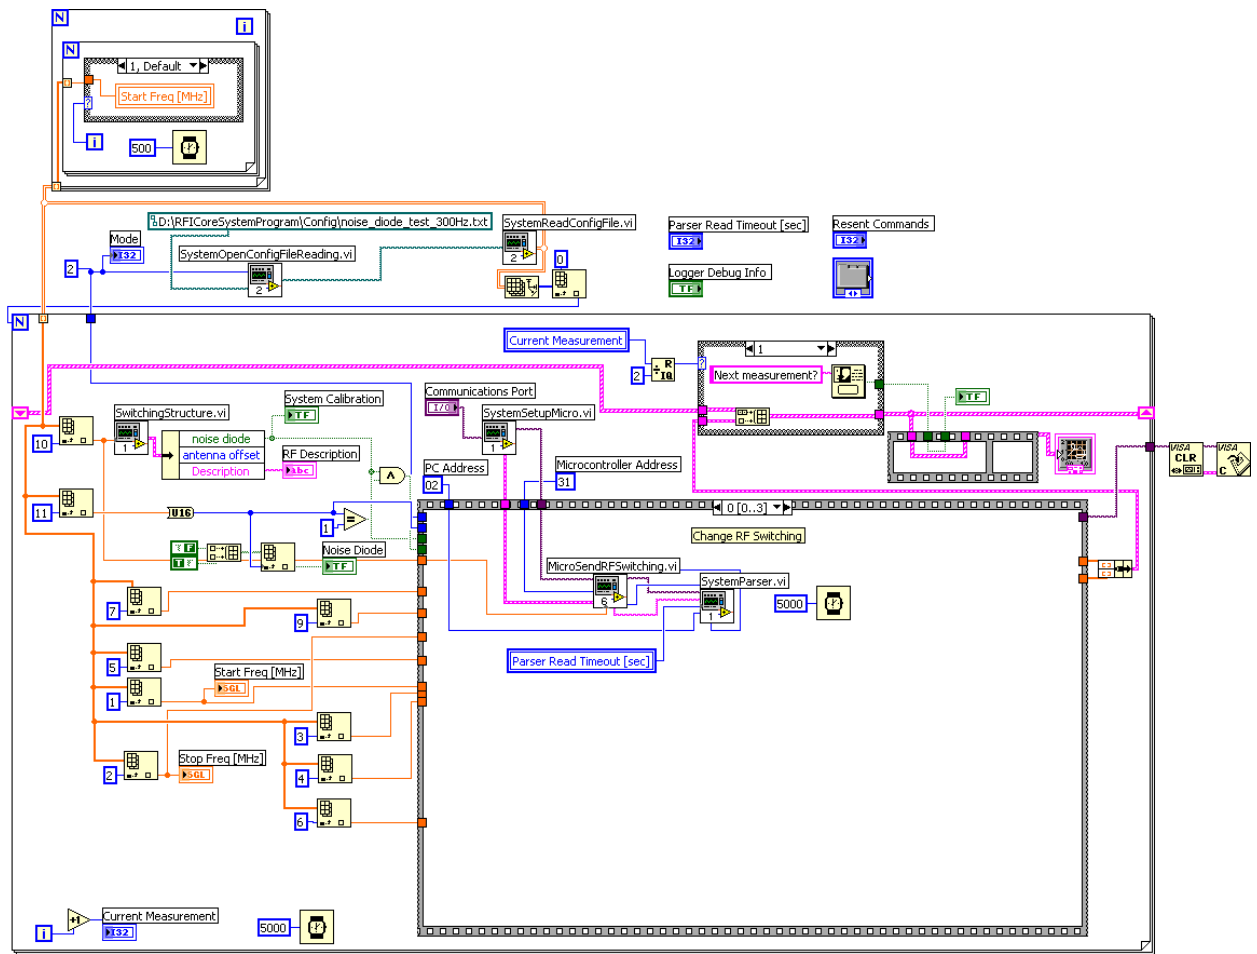 N
i
N
1, Default
Start Freq [MHz]
?
i
500
D:\RFICoreSystemProgram\Config\noise_diode_test_300Hz.txt
SystemReadConfigFile.vi
2
Mode
I32
SystemOpenConfigFileReading.vi
2
2
0
Parser Read Timeout [sec]
I32
Resent Commands
I32
Logger Debug Info
TF
N
Current Measurement
2
R
IQ
?
1
Next measurement?
TF
System Calibration
TF
Communications Port
I/O
SwitchingStructure.vi
1
10
noise diode
antenna offset
Description
RF Description
abc
SystemSetupMicro.vi
1
PC Address
02
Microcontroller Address
31
VISA
CLR
VISA
C
11
U16
1
=
0 [0..3]
Change RF Switching
F
T
Noise Diode
TF
MicroSendRFSwitching.vi
6
SystemParser.vi
1
5000
7
9
5
Parser Read Timeout [sec]
Start Freq [MHz]
SGL
1
3
Stop Freq [MHz]
SGL
2
4
6
+1
Current Measurement
I32
i
5000